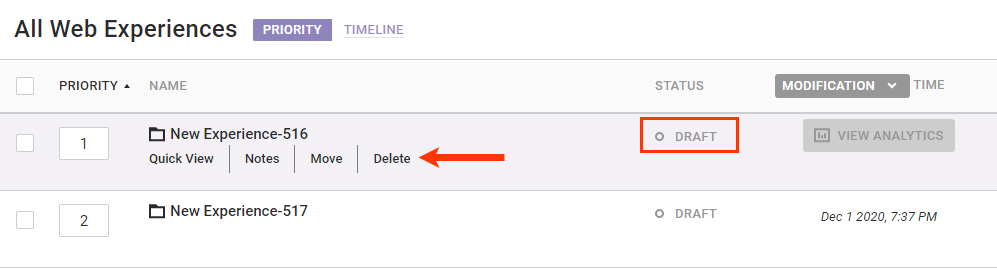 All Web Experiences PRIORITY TIMELINE
PRIORITY NAME STATUS MODIFICATION TIME
1 New Experience-516 DRAFT VIEW ANALYTICS
Quick View Notes Move Delete
2 New Experience-517 DRAFT Dec 1 2020, 7:37 PM